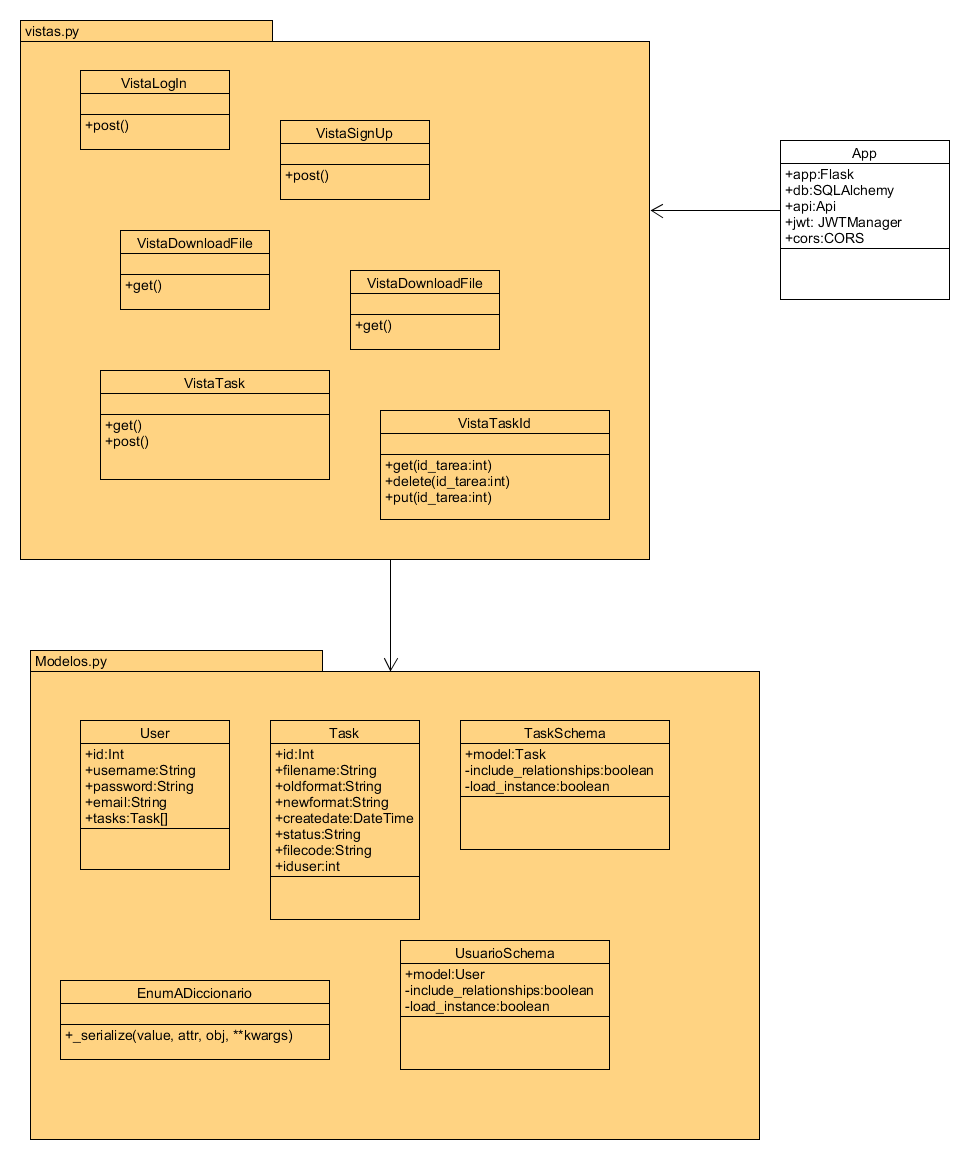 vistas.py
VistaLogIn
+post()
VistaSignUp
+post()
App
+app:Flask
+db:SQLAlchemy
+api:Api
+jwt: JWTManager
+cors:CORS
VistaDownloadFile
+get()
VistaDownloadFile
+get()
VistaTask
+get()
+post()
VistaTaskId
+get(id_tarea:int)
+delete(id_tarea:int)
+put(id_tarea:int)
Modelos.py
User
+id:Int
+username:String
+password:String
+email:String
+tasks:Task[]
Task
+id:Int
+filename:String
+oldformat:String
+newformat:String
+createdate:DateTime
+status:String
+filecode:String
+iduser:int
TaskSchema
+model:Task
-include_relationships:boolean
-load_instance:boolean
UsuarioSchema
+model:User
-include_relationships:boolean
-load_instance:boolean
EnumADiccionario
+_serialize(value, attr, obj, **kwargs)